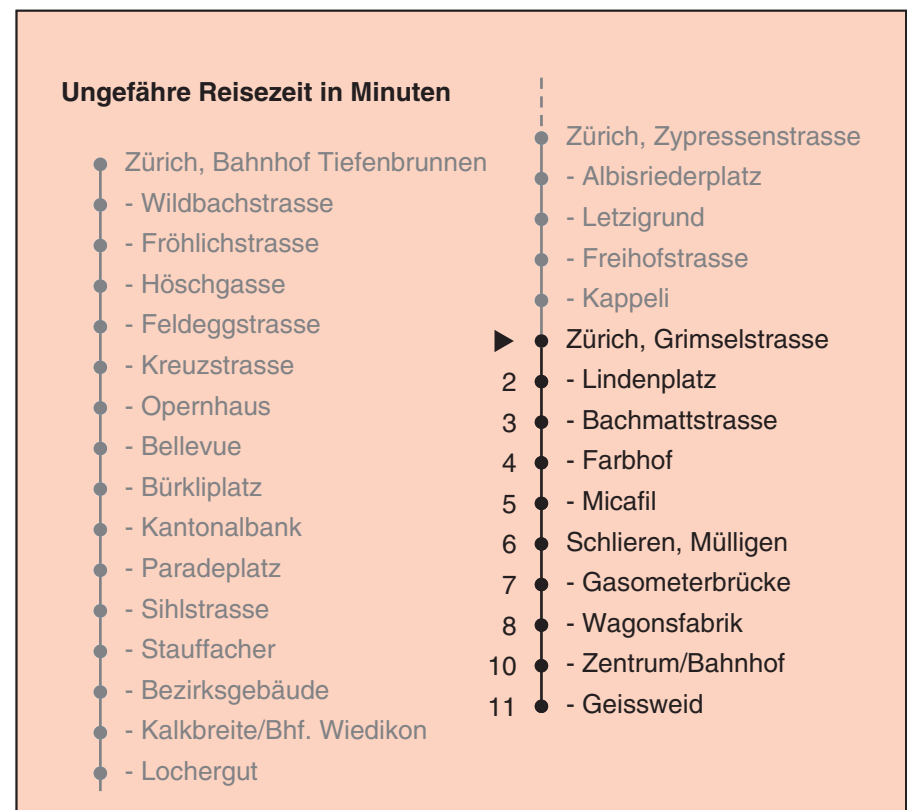 Ungefähre Reisezeit in Minuten
Zürich, Bahnhof Tiefenbrunnen
- Wildbachstrasse
- Fröhlichstrasse
- Höschgasse
- Feldeggstrasse
- Kreuzstrasse
- Opernhaus
- Bellevue
- Bürkliplatz
- Kantonalbank
- Paradeplatz
- Sihlstrasse
- Stauffacher
- Bezirksgebäude
- Kalkbreite/Bhf. Wiedikon
- Lochergut
Zürich, Zypressenstrasse
- Albisriederplatz
- Letzigrund
- Freihofstrasse
- Kappeli
Zürich, Grimselstrasse
2 - Lindenplatz
3 - Bachmattstrasse
4 - Farbhof
5 - Micafil
6 Schlieren, Mülligen
7 - Gasometerbrücke
8 - Wagonsfabrik
10 - Zentrum/Bahnhof
11 - Geissweid